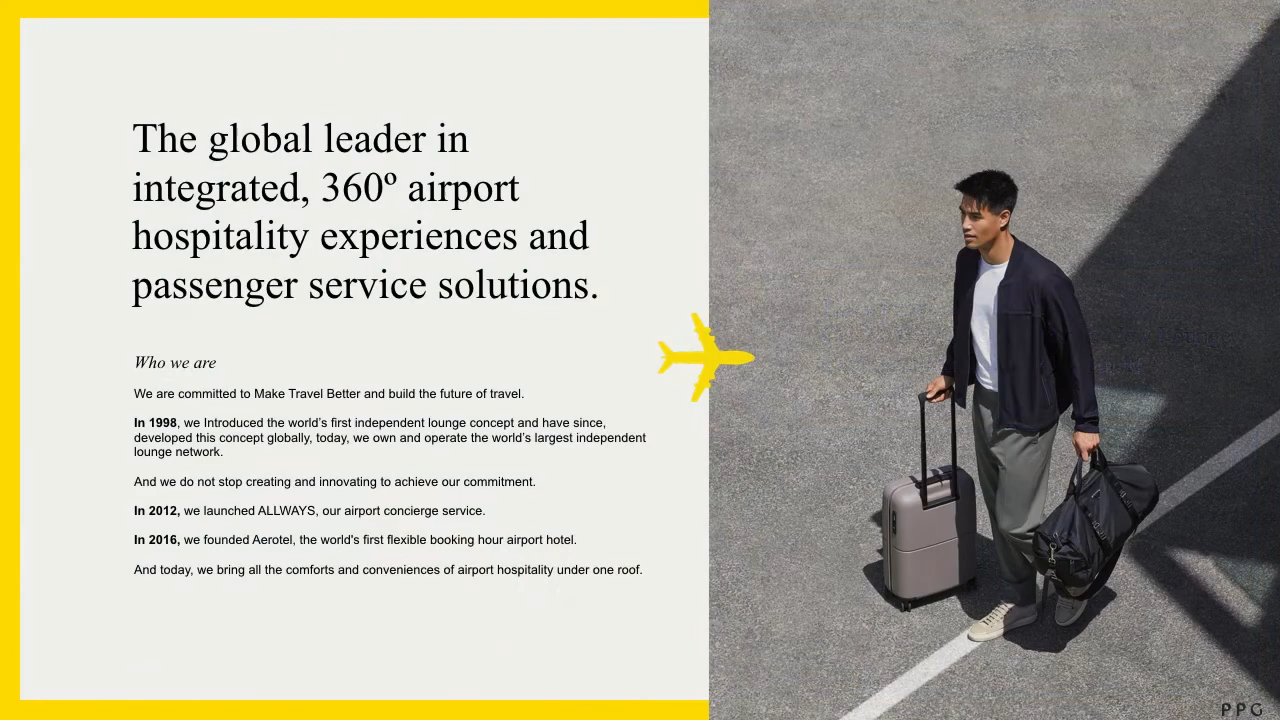 The global leader in
integrated, 360º airport
hospitality experiences and
passenger service solutions.
Who we are
We are committed to Make Travel Better and build the future of travel.
In 1998, we Introduced the world’s first independent lounge concept and have since,
developed this concept globally, today, we own and operate the world’s largest independent
lounge network.
And we do not stop creating and innovating to achieve our commitment.
In 2012, we launched ALLWAYS, our airport concierge service.
In 2016, we founded Aerotel, the world's first flexible booking hour airport hotel.
And today, we bring all the comforts and conveniences of airport hospitality under one roof.
PPG